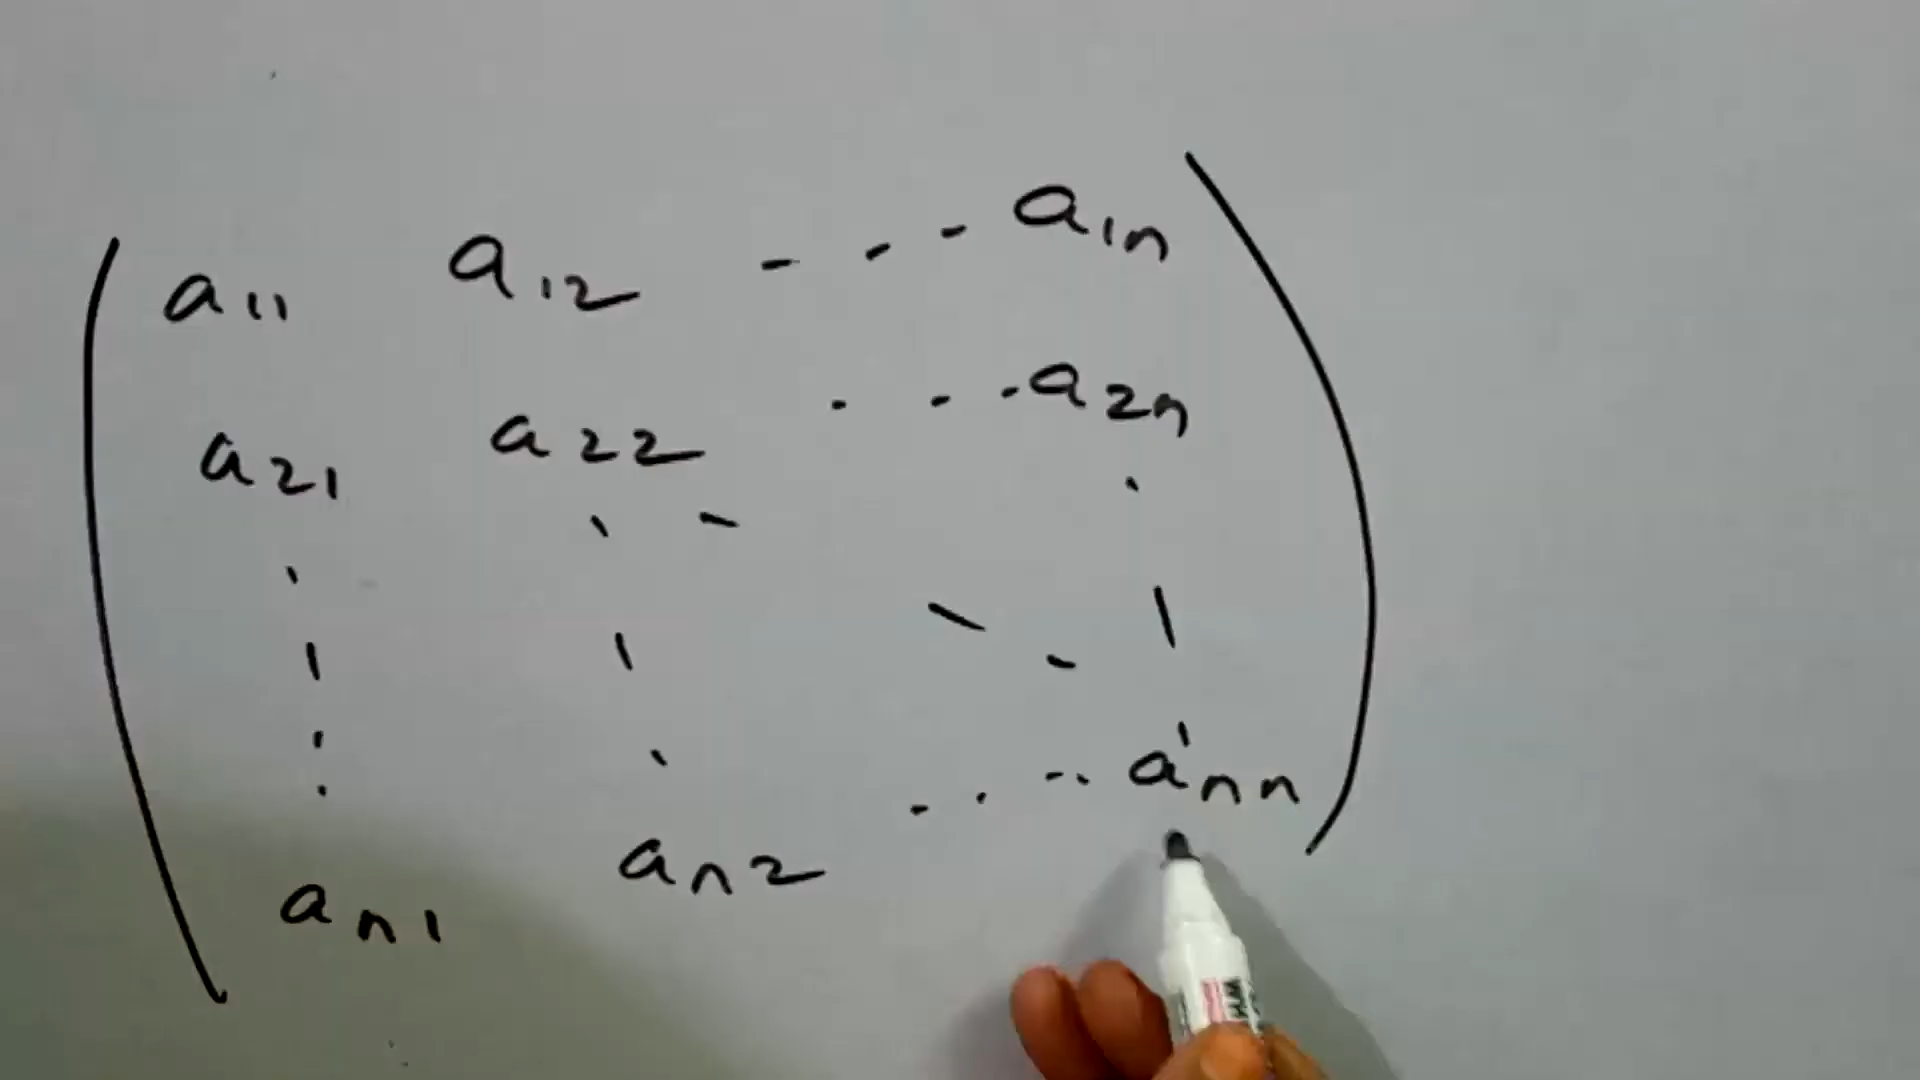 a11 a12 - - - a1n
a21 a22 . . . a2n
an1 an2 . . . ann